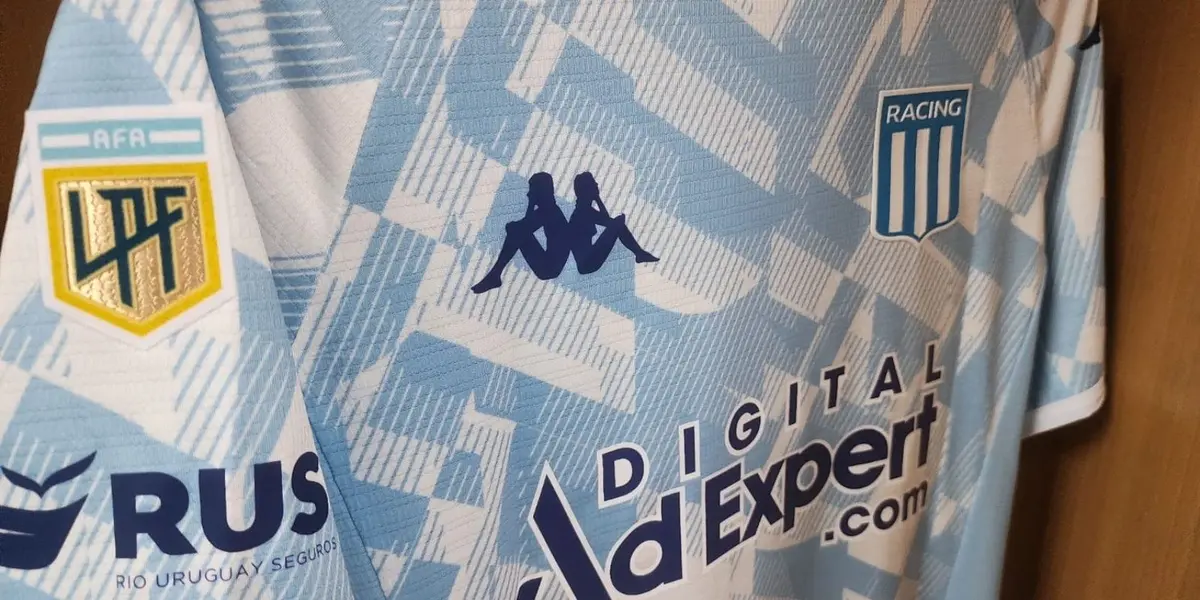 AFA
LPF
RUS
RIO URUGUAY SEGUROS
RACING
DIGITAL
AdExpert
.com